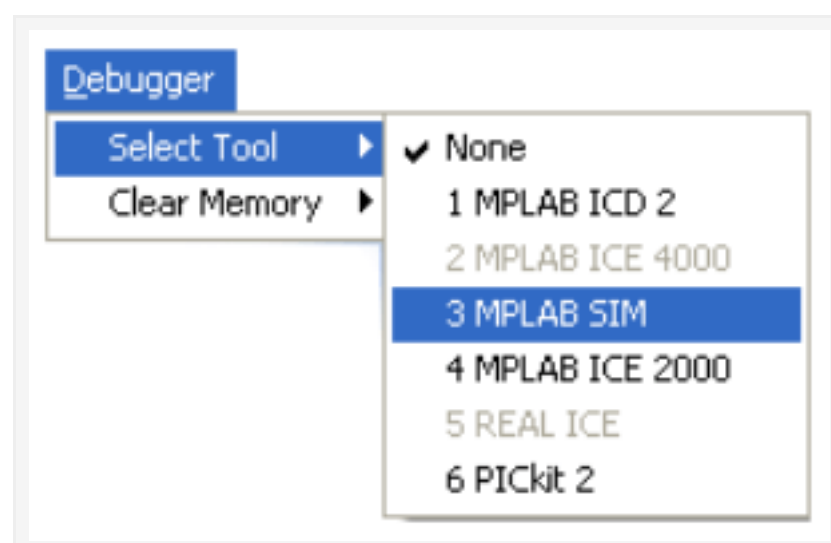 Debugger
Select Tool
Clear Memory
None
1 MPLAB ICD 2
2 MPLAB ICE 4000
3 MPLAB SIM
4 MPLAB ICE 2000
5 REAL ICE
6 PICkit 2